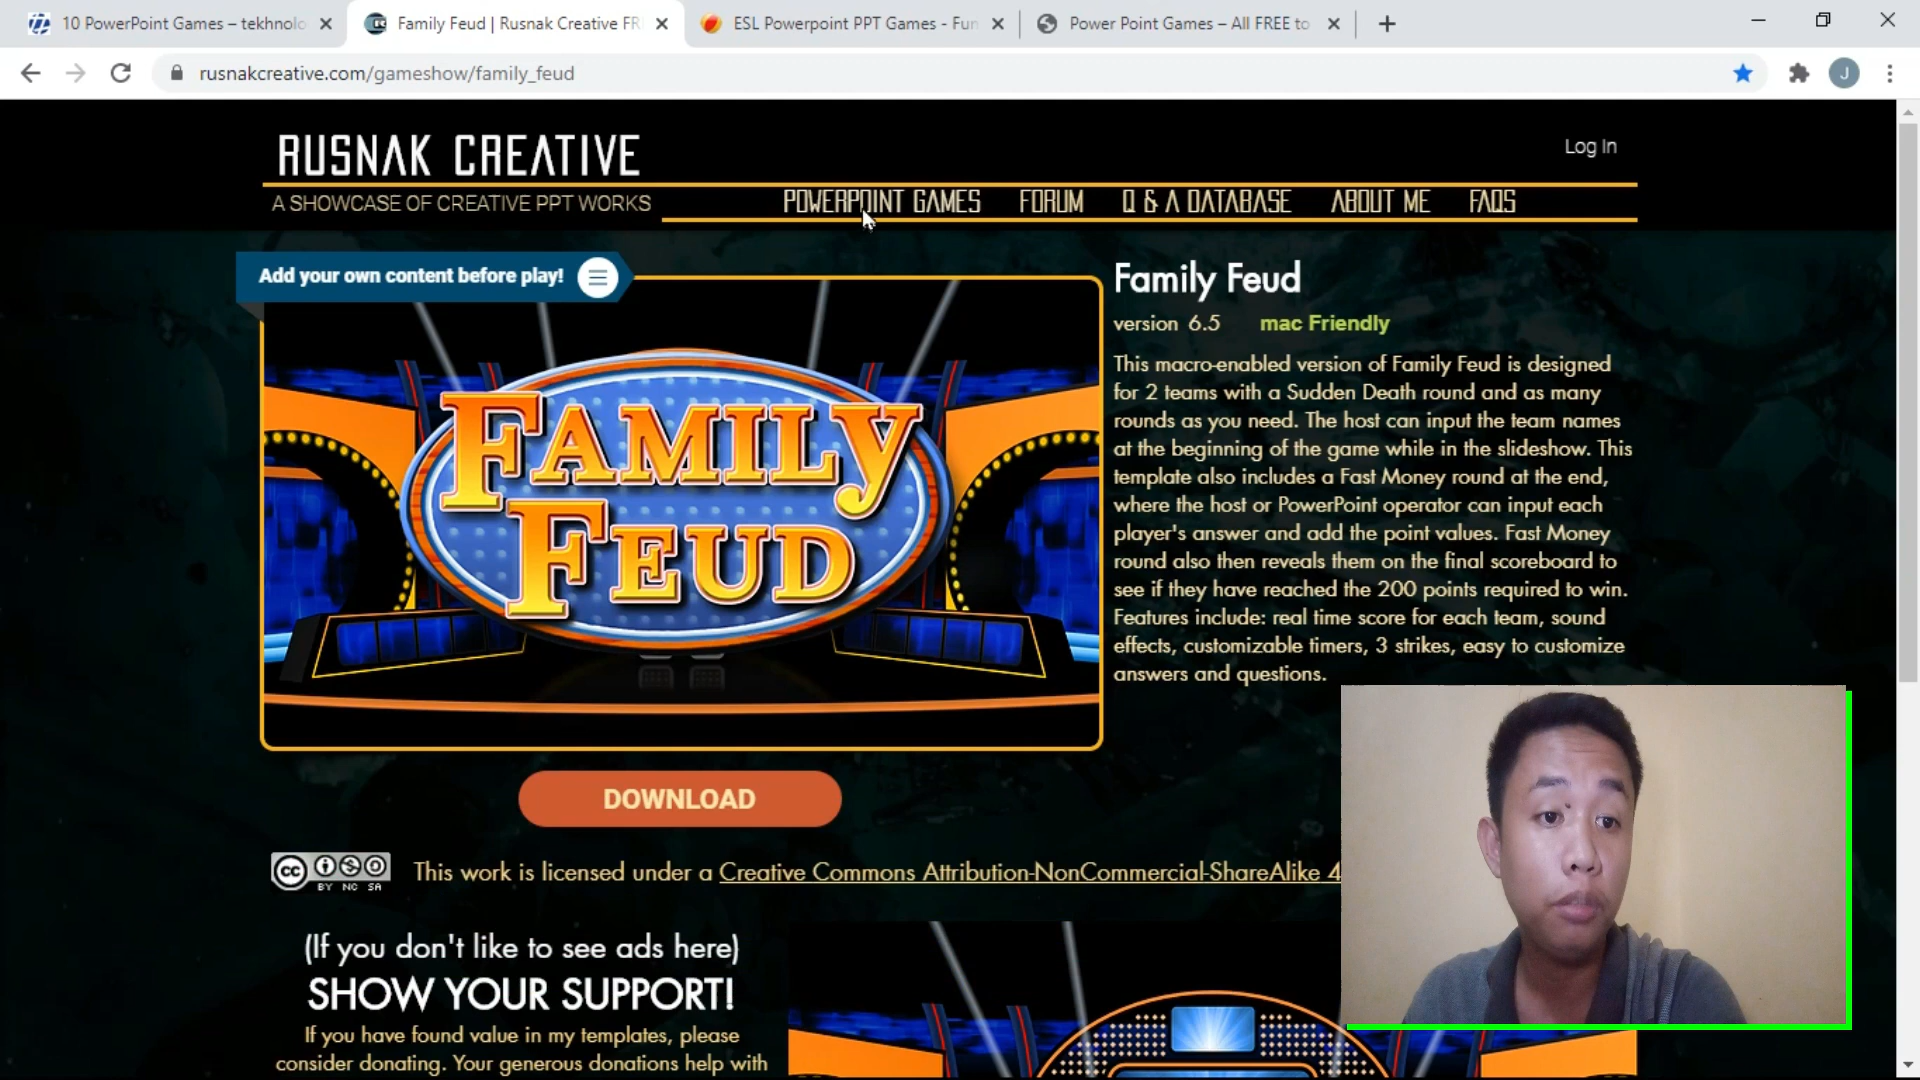 10 PowerPoint Games – tekhnolo
Family Feud | Rusnak Creative FR
ESL Powerpoint PPT Games - Fun
Power Point Games – All FREE to
rusnakcreative.com/gameshow/family_feud
J
RUSNAK CREATIVE
Log In
A SHOWCASE OF CREATIVE PPT WORKS
POWERPOINT GAMES
FORUM
Q & A DATABASE
ABOUT ME
FAQS
Add your own content before play!
FAMILY
FEUD
Family Feud
version 6.5 mac Friendly
This macro-enabled version of Family Feud is designed
for 2 teams with a Sudden Death round and as many
rounds as you need. The host can input the team names
at the beginning of the game while in the slideshow. This
template also includes a Fast Money round at the end,
where the host or PowerPoint operator can input each
player's answer and add the point values. Fast Money
round also then reveals them on the final scoreboard to
see if they have reached the 200 points required to win.
Features include: real time score for each team, sound
effects, customizable timers, 3 strikes, easy to customize
answers and questions.
DOWNLOAD
cc BY NC SA
This work is licensed under a Creative Commons Attribution-NonCommercial-ShareAlike 4
(If you don't like to see ads here)
SHOW YOUR SUPPORT!
If you have found value in my templates, please
consider donating. Your generous donations help with